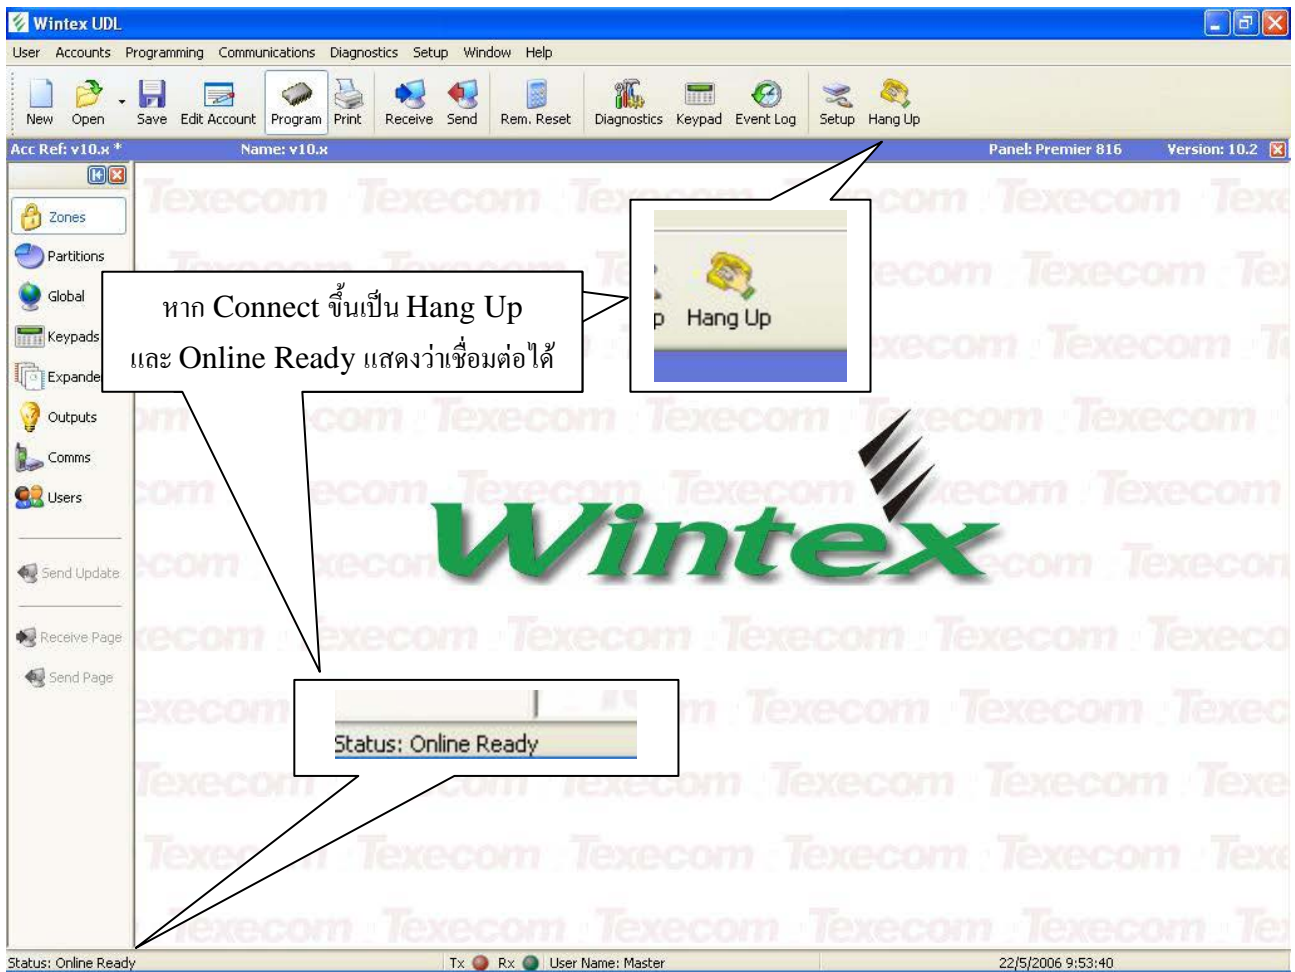 Wintex UDL
User Accounts Programming Communications Diagnostics Setup Window Help
New Open Save Edit Account Program Print Receive Send Rem. Reset Diagnostics Keypad Event Log Setup Hang Up
Acc Ref: v10.x * Name: v10.x Panel: Premier 816 Version: 10.2
Zones
Partitions
Global
Keypads
Expande
Outputs
Comms
Users
Send Update
Receive Page
Send Page
หาก Connect ขึ้นเป็น Hang Up
และ Online Ready แสดงว่าเชื่อมต่อได้
p Hang Up
Wintex
Texecom
Status: Online Ready
Status: Online Ready Tx Rx User Name: Master 22/5/2006 9:53:40